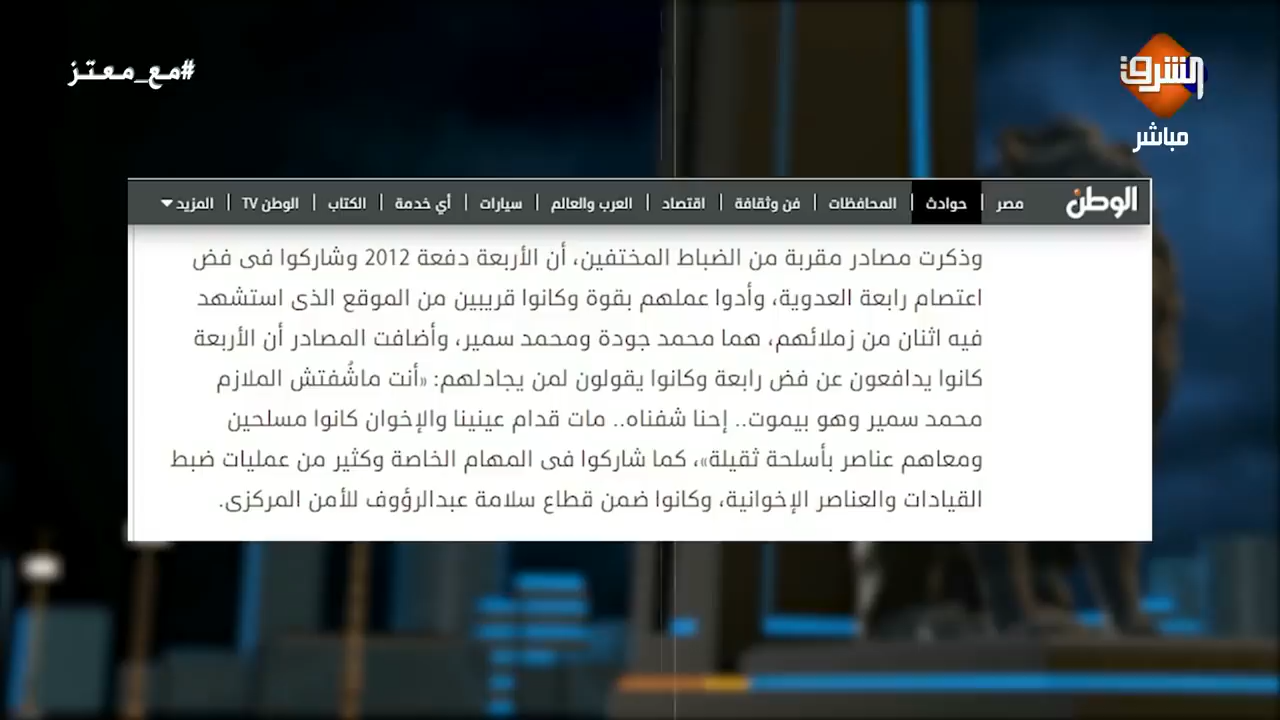 #مع_معتز
الشرق
مباشر
الوطن
مصر | حوادث | المحافظات | فن وثقافة | اقتصاد | العرب والعالم | سيارات | أي خدمة | الكتاب | الوطن TV | المزيد
وذكرت مصادر مقربة من الضباط المختفين، أن الأربعة دفعة 2012 وشاركوا فى فض
اعتصام رابعة العدوية، وأدوا عملهم بقوة وكانوا قريبين من الموقع الذى استشهد
فيه اثنان من زملائهم، هما محمد جودة ومحمد سمير، وأضافت المصادر أن الأربعة
كانوا يدافعون عن فض رابعة وكانوا يقولون لمن يجادلهم: «أنت ماشُفتش الملازم
محمد سمير وهو بيموت.. إحنا شفناه.. مات قدام عينينا والإخوان كانوا مسلحين
ومعاهم عناصر بأسلحة ثقيلة»، كما شاركوا فى المهام الخاصة وكثير من عمليات ضبط
القيادات والعناصر الإخوانية، وكانوا ضمن قطاع سلامة عبدالرؤوف للأمن المركزى.